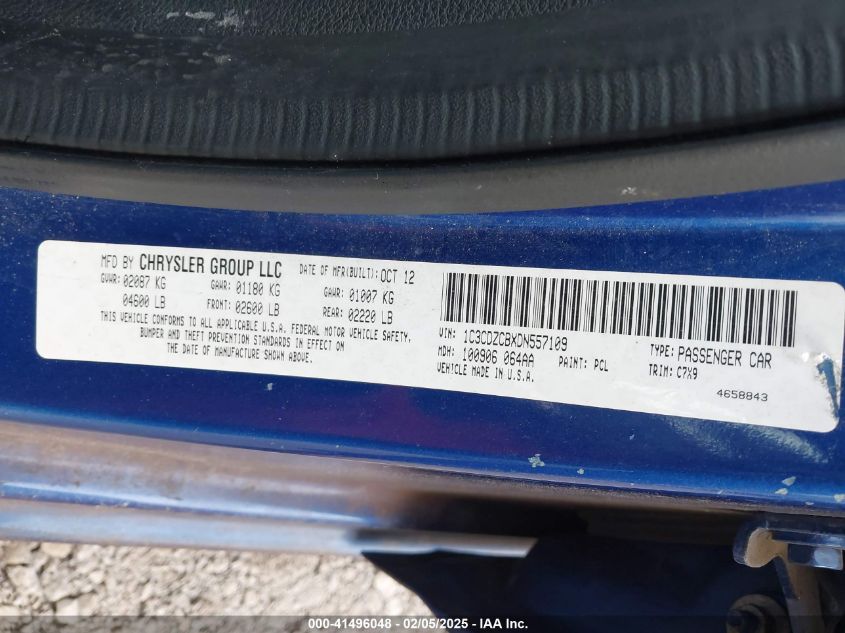 MFD BY CHRYSLER GROUP LLC DATE OF MFR(BUILT): OCT 12
GVWR: 02087 KG GAWR: 01180 KG GAWR: 01007 KG
04600 LB FRONT: 02600 LB REAR: 02220 LB
THIS VEHICLE CONFORMS TO ALL APPLICABLE U.S.A. FEDERAL MOTOR VEHICLE SAFETY,
BUMPER AND THEFT PREVENTION STANDARDS IN EFFECT ON
THE DATE OF MANUFACTURE SHOWN ABOVE.
VIN: 1C3CDZCBXDN557109 TYPE: PASSENGER CAR
MDH: 100906 064AA PAINT: PCL TRIM: C7X9
VEHICLE MADE IN U.S.A.
4658843
000-41496048 - 02/05/2025 - IAA Inc.